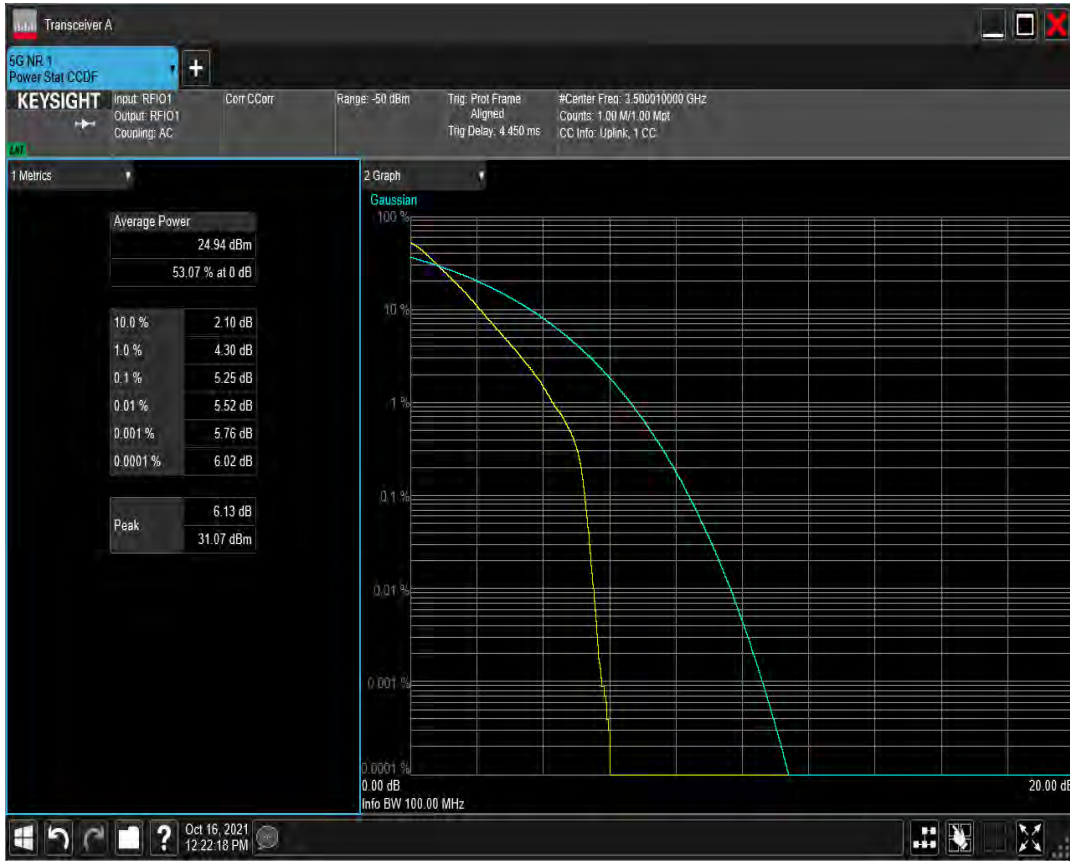 Transceiver A
5G NR 1
Power Stat CCDF
+
KEYSIGHT
Input: RFIO1
Output: RFIO1
Coupling: AC
Corr CCorr
Range: -50 dBm
Trig: Prot Frame
Aligned
Trig Delay: 4.450 ms
#Center Freq: 3.500010000 GHz
Counts: 1.00 M/1.00 Mpt
CC Info: Uplink, 1 CC
1 Metrics
Average Power
24.94 dBm
53.07 % at 0 dB
10.0 % 2.10 dB
1.0 % 4.30 dB
0.1 % 5.25 dB
0.01 % 5.52 dB
0.001 % 5.76 dB
0.0001 % 6.02 dB
Peak
6.13 dB
31.07 dBm
2 Graph
Gaussian
100 %
10 %
1 %
0.1 %
0.01 %
0.001 %
0.0001 %
0.00 dB
20.00 dB
Info BW 100.00 MHz
?
Oct 16, 2021
12:22:18 PM